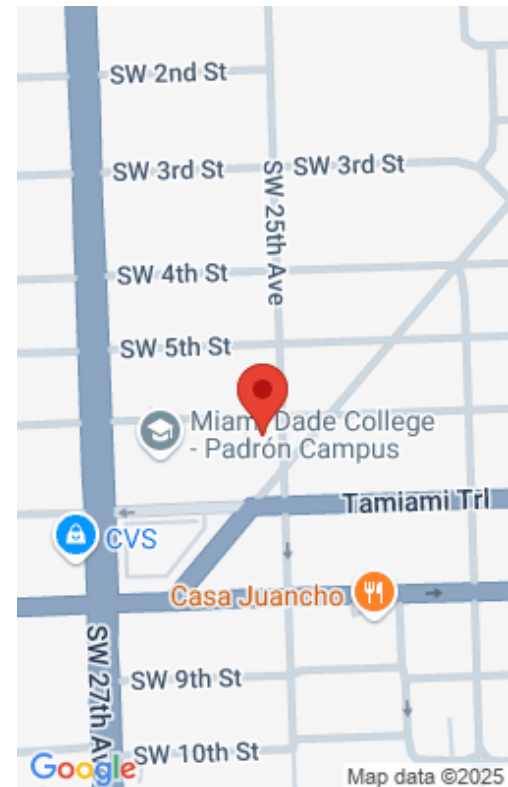 SW 2nd St
SW 3rd St
SW 3rd St
SW 25th Ave
SW 4th St
SW 5th St
Miami Dade College
- Padrón Campus
Tamiami Trl
CVS
Casa Juancho
SW 27th Av
SW 9th St
SW 10th St
Google
Map data ©2025